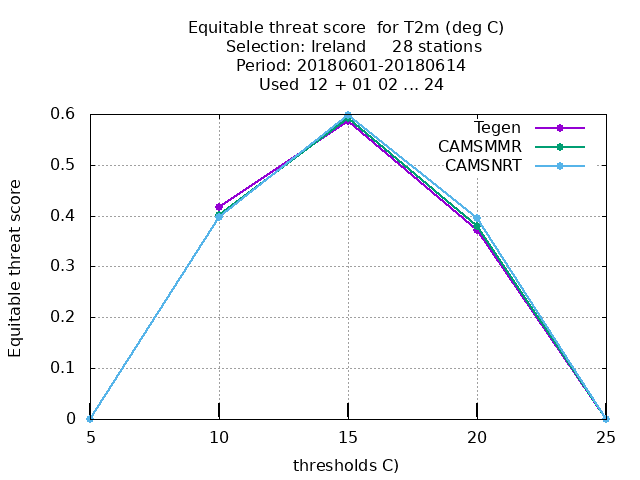 Equitable threat score  for T2m (deg C)
Selection: Ireland     28 stations
Period: 20180601-20180614
Used  12 + 01 02 ... 24
Tegen
CAMSMMR
CAMSNRT
Equitable threat score
0.6
0.5
0.4
0.3
0.2
0.1
0
5 10 15 20 25
thresholds C)